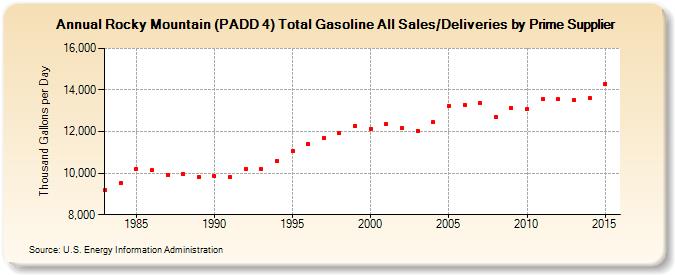 Annual Rocky Mountain (PADD 4) Total Gasoline All Sales/Deliveries by Prime Supplier
Thousand Gallons per Day
16,000
14,000
12,000
10,000
8,000
1985 1990 1995 2000 2005 2010 2015
Source: U.S. Energy Information Administration